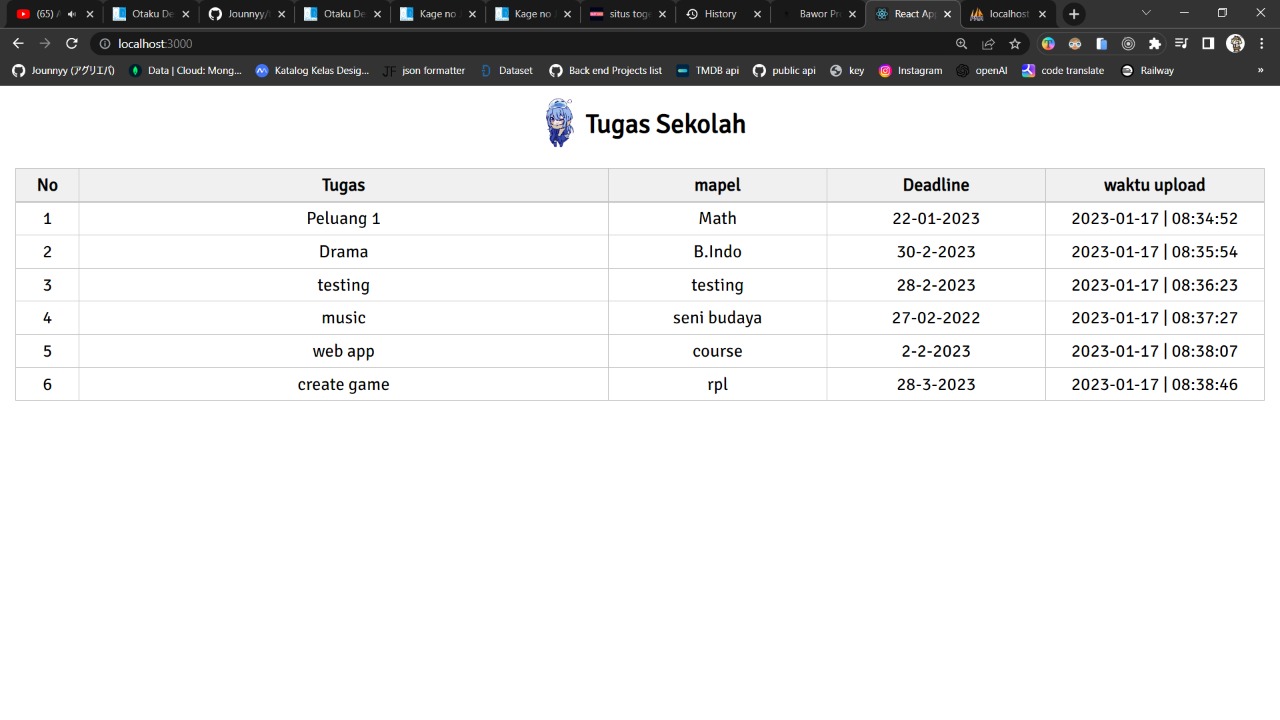 (65) Otaku De Jounnyy/ Otaku De Kage no Kage no situs tog History Bawor Pr React Ap localhost
localhost:3000
Jounnyy (アグリエパ) Data | Cloud: Mong... Katalog Kelas Desig... JF json formatter Dataset Back end Projects list TMDB api public api key Instagram openAI code translate Railway »
Tugas Sekolah
No Tugas mapel Deadline waktu upload
1 Peluang 1 Math 22-01-2023 2023-01-17 | 08:34:52
2 Drama B.Indo 30-2-2023 2023-01-17 | 08:35:54
3 testing testing 28-2-2023 2023-01-17 | 08:36:23
4 music seni budaya 27-02-2022 2023-01-17 | 08:37:27
5 web app course 2-2-2023 2023-01-17 | 08:38:07
6 create game rpl 28-3-2023 2023-01-17 | 08:38:46